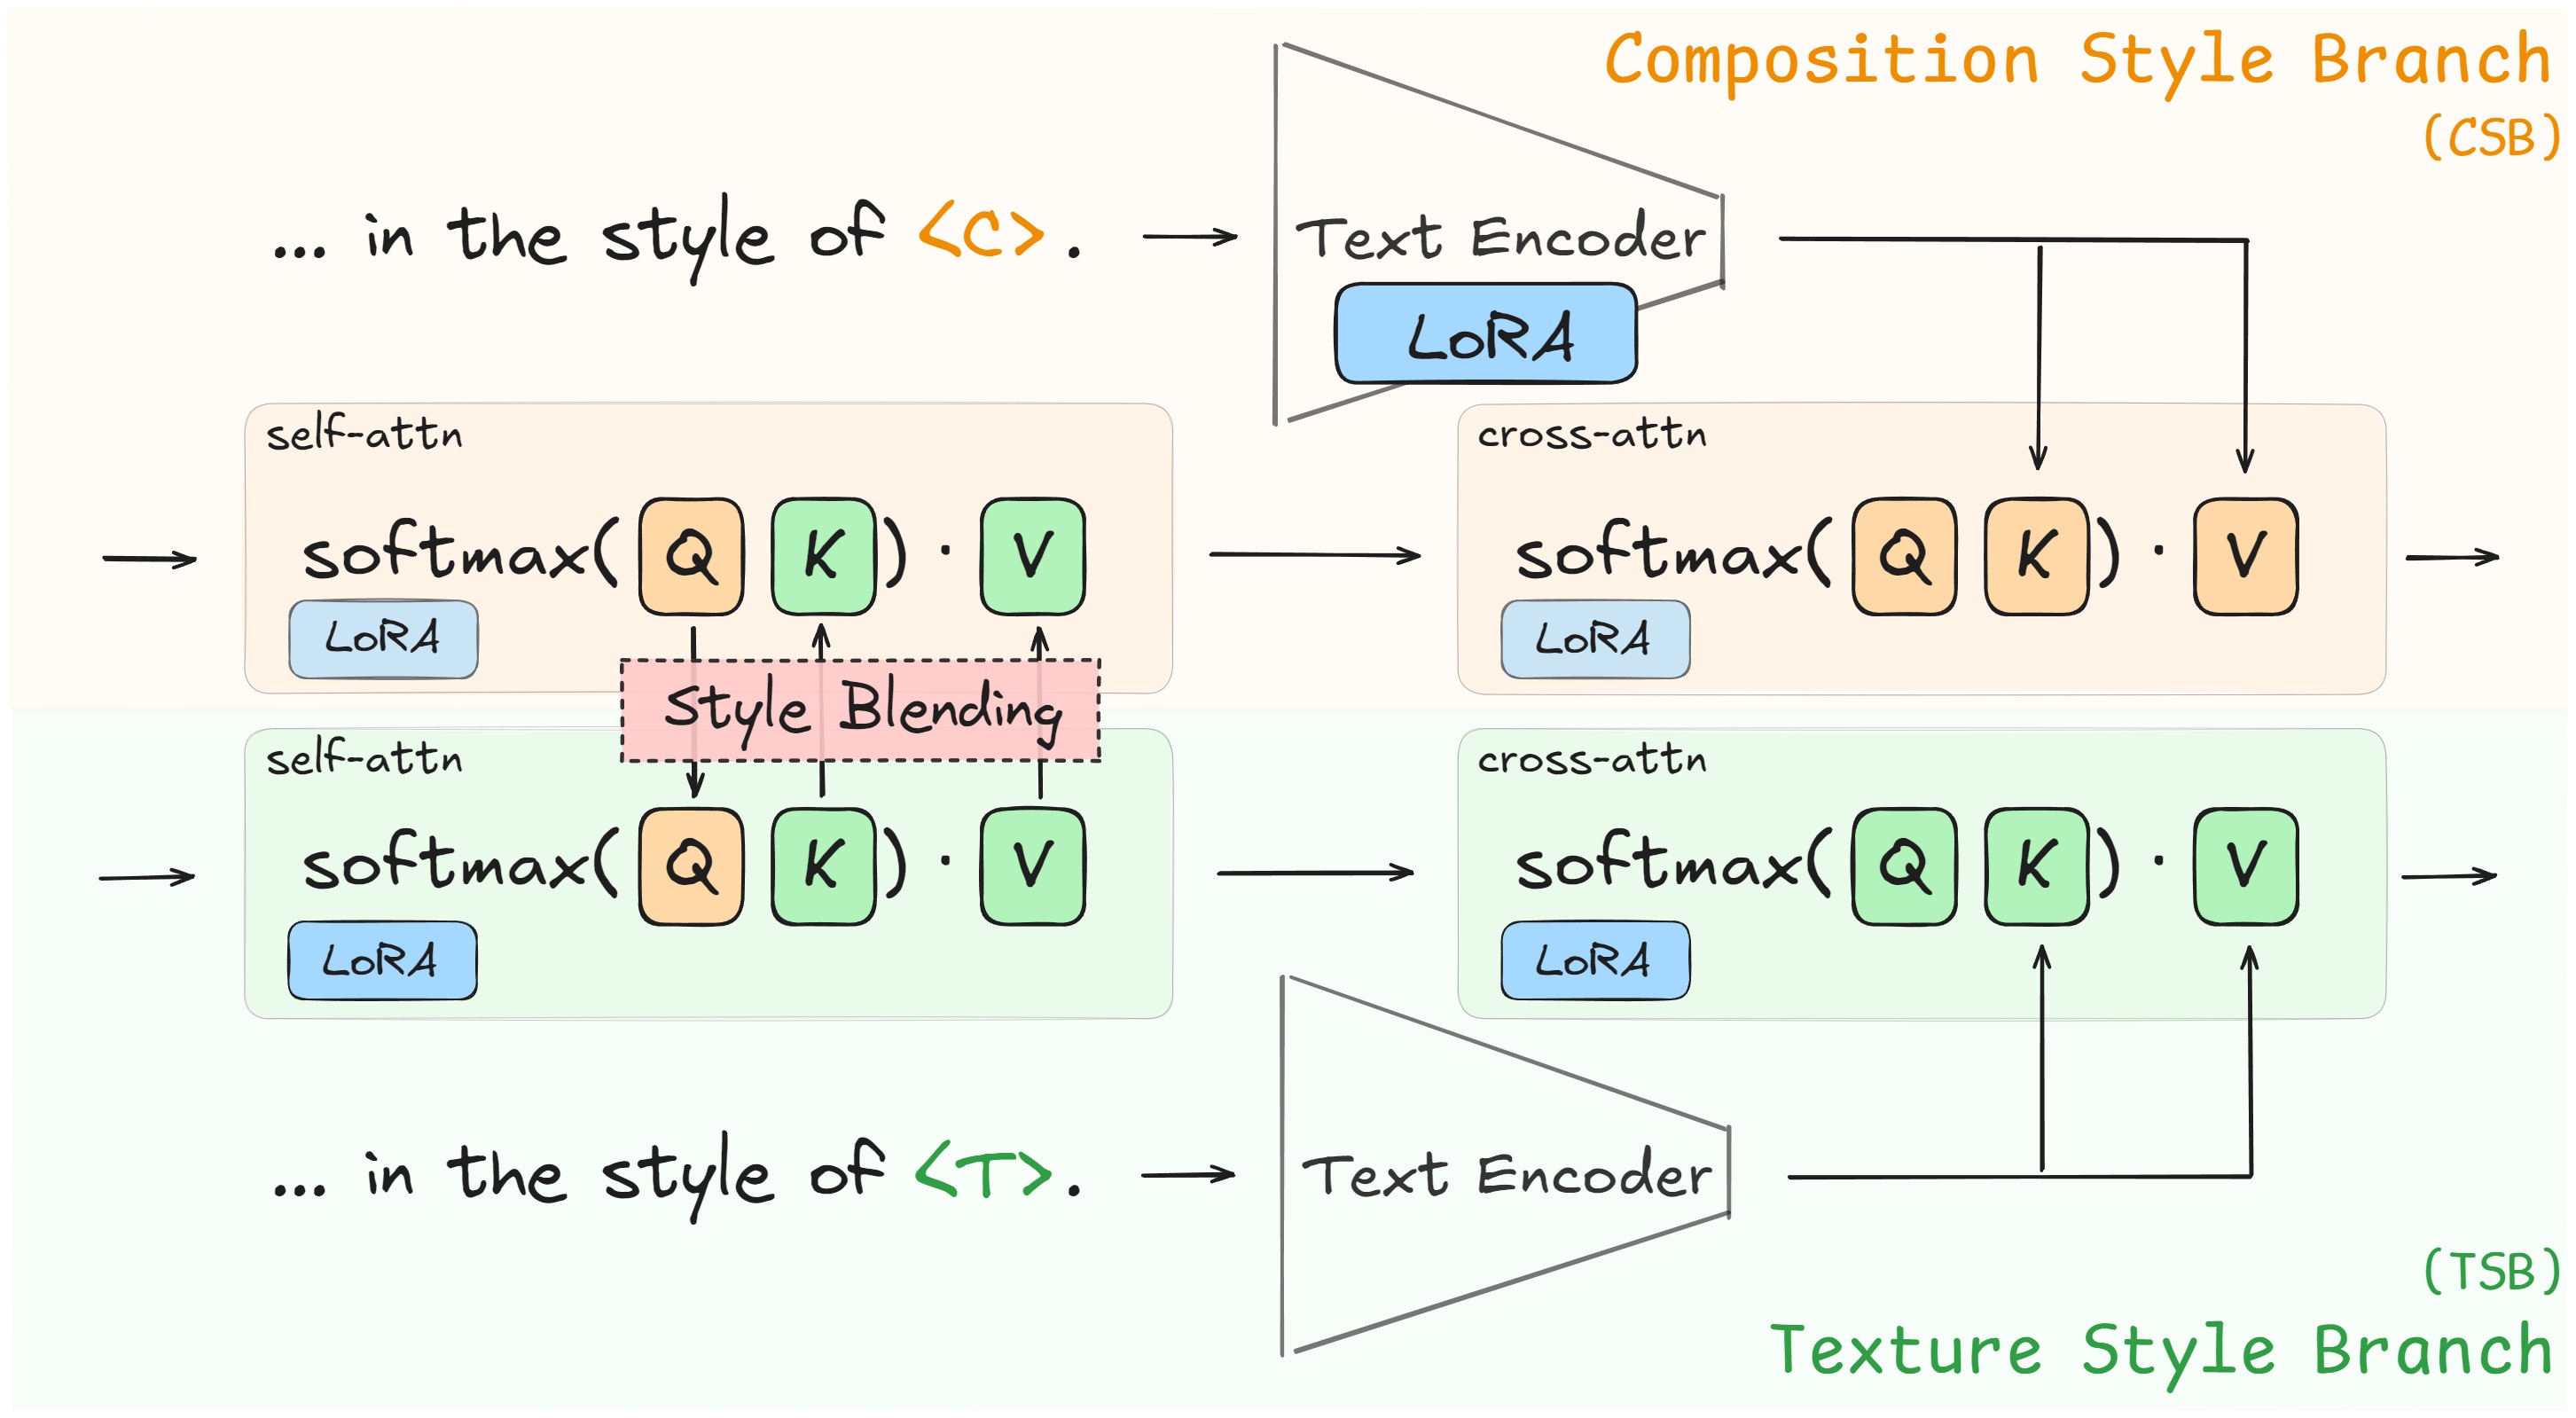 Composition Style Branch
(CSB)
... in the style of <C>.
Text Encoder
LoRA
self-attn
softmax( Q K ) · V
LoRA
cross-attn
softmax( Q K ) · V
LoRA
Style Blending
self-attn
softmax( Q K ) · V
LoRA
cross-attn
softmax( Q K ) · V
LoRA
... in the style of <T>.
Text Encoder
(TSB)
Texture Style Branch